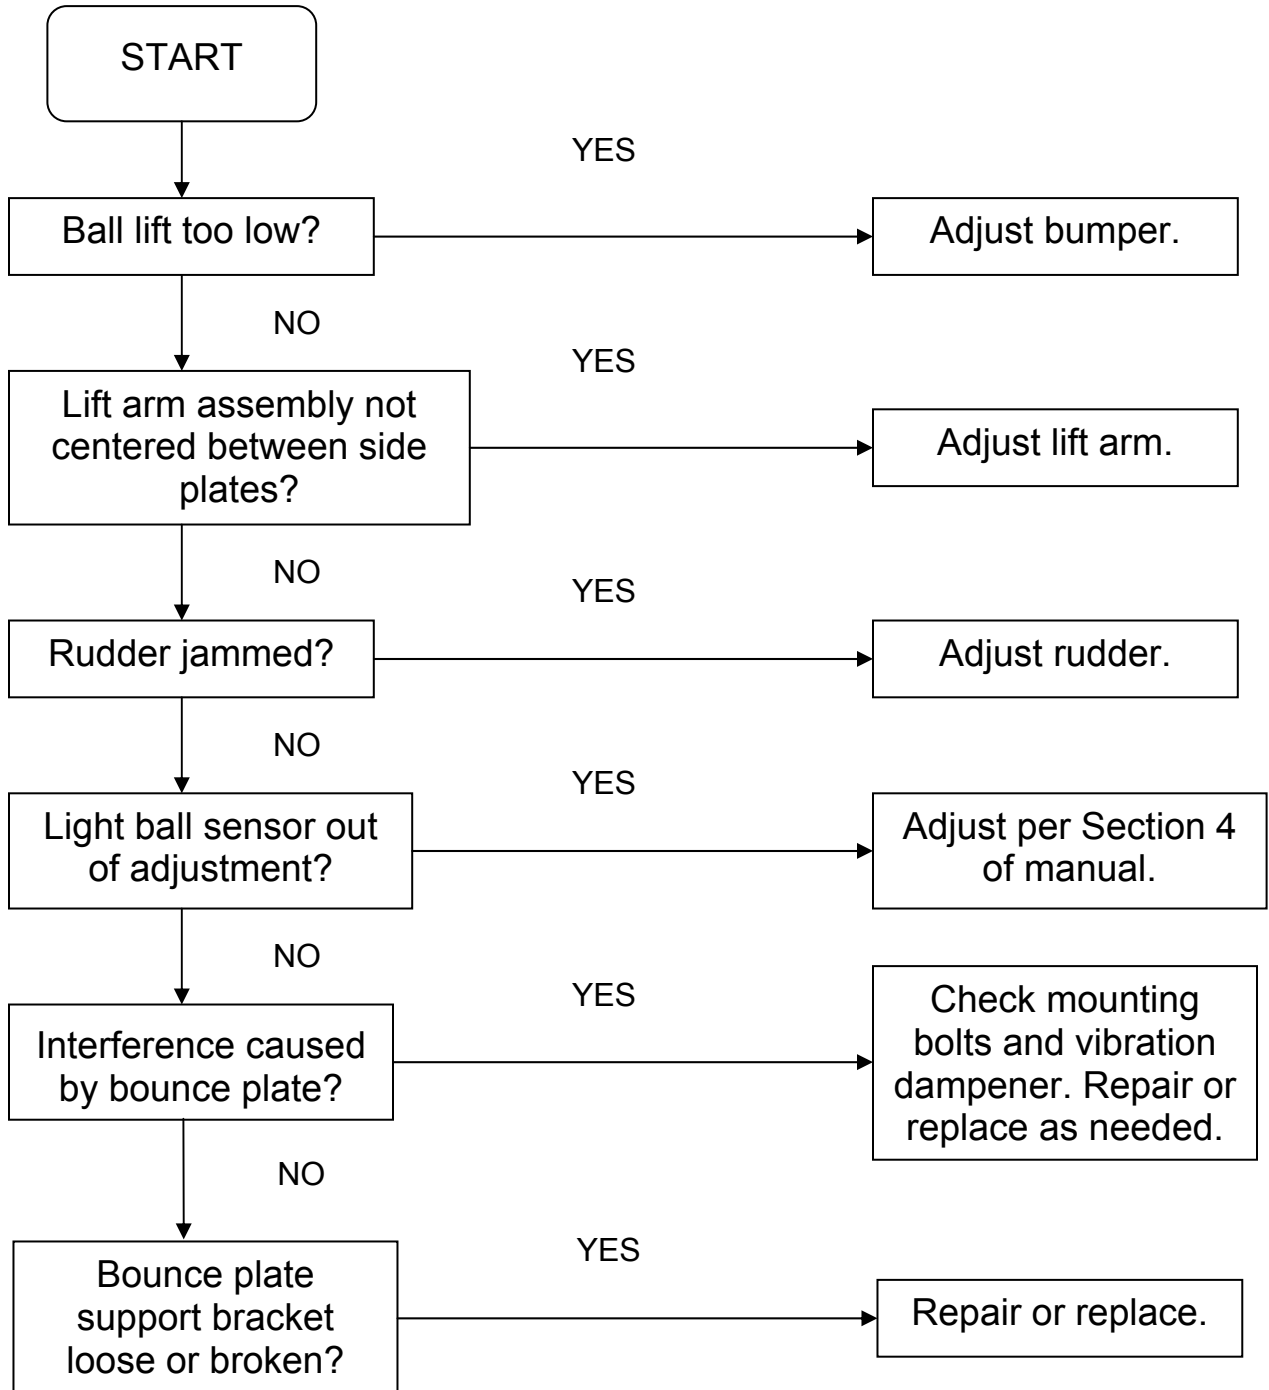 START
YES
Ball lift too low?
Adjust bumper.
NO
YES
Lift arm assembly not
centered between side
plates?
Adjust lift arm.
NO
YES
Rudder jammed?
Adjust rudder.
NO
YES
Light ball sensor out
of adjustment?
Adjust per Section 4
of manual.
NO
YES
Interference caused
by bounce plate?
Check mounting
bolts and vibration
dampener. Repair or
replace as needed.
NO
YES
Bounce plate
support bracket
loose or broken?
Repair or replace.